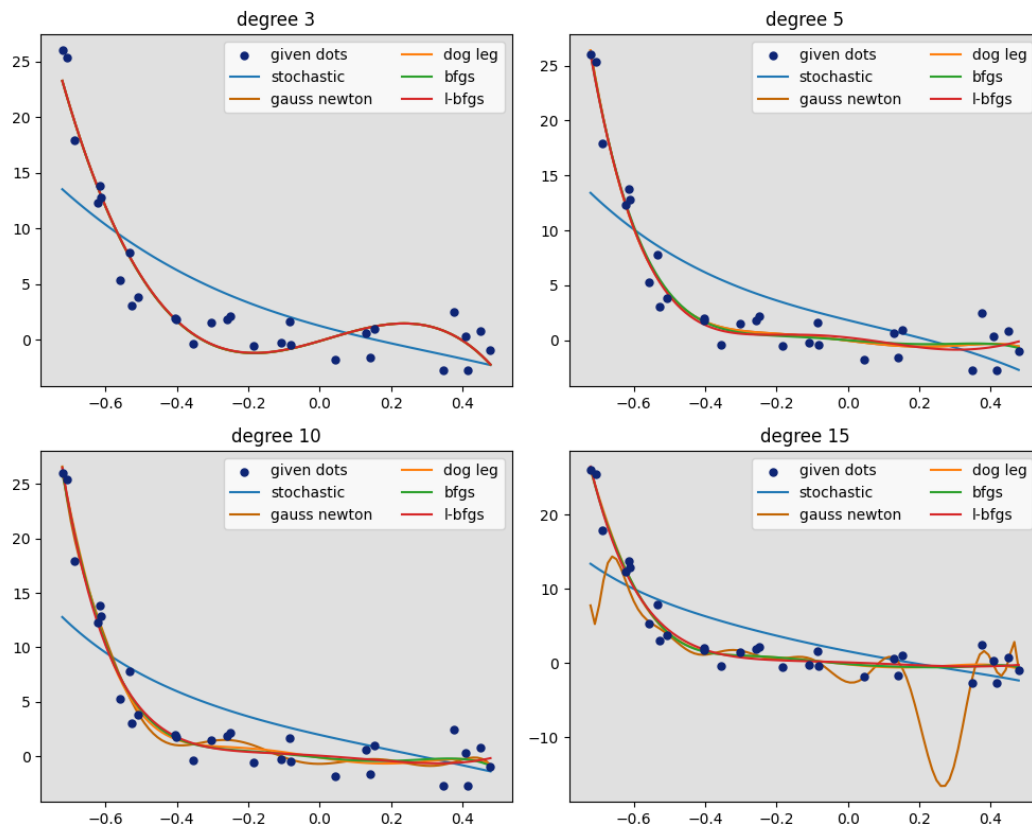 degree 3
given dots
stochastic
gauss newton
dog leg
bfgs
l-bfgs
25
20
15
10
5
0
−0.6 −0.4 −0.2 0.0 0.2 0.4
degree 5
given dots
stochastic
gauss newton
dog leg
bfgs
l-bfgs
25
20
15
10
5
0
−0.6 −0.4 −0.2 0.0 0.2 0.4
degree 10
given dots
stochastic
gauss newton
dog leg
bfgs
l-bfgs
25
20
15
10
5
0
−0.6 −0.4 −0.2 0.0 0.2 0.4
degree 15
given dots
stochastic
gauss newton
dog leg
bfgs
l-bfgs
20
10
0
−10
−0.6 −0.4 −0.2 0.0 0.2 0.4